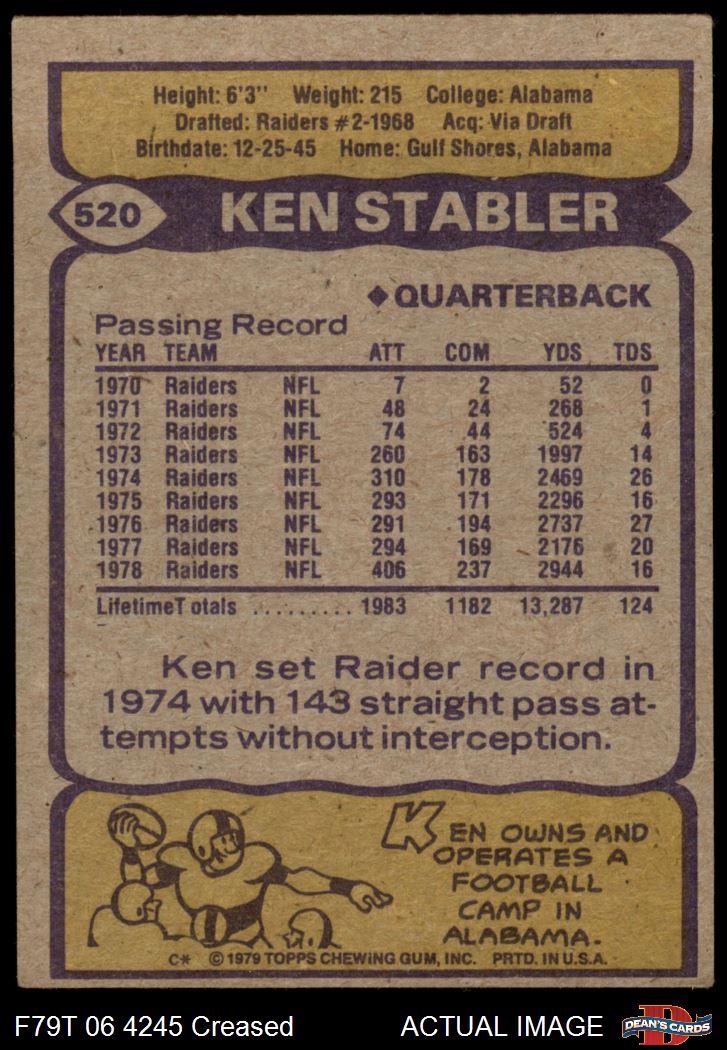 Height: 6'3" Weight: 215 College: Alabama
Drafted: Raiders #2-1968 Acq: Via Draft
Birthdate: 12-25-45 Home: Gulf Shores, Alabama
520 KEN STABLER
◆QUARTERBACK
Passing Record
YEAR TEAM ATT COM YDS TDS
1970 Raiders NFL 7 2 52 0
1971 Raiders NFL 48 24 268 1
1972 Raiders NFL 74 44 524 4
1973 Raiders NFL 260 163 1997 14
1974 Raiders NFL 310 178 2469 26
1975 Raiders NFL 293 171 2296 16
1976 Raiders NFL 291 194 2737 27
1977 Raiders NFL 294 169 2176 20
1978 Raiders NFL 406 237 2944 16
LifetimeT otals .......... 1983 1182 13,287 124
Ken set Raider record in
1974 with 143 straight pass at-
tempts without interception.
KEN OWNS AND
OPERATES A
FOOTBALL
CAMP IN
ALABAMA.
C* © 1979 TOPPS CHEWING GUM, INC. PRTD. IN U.S.A.
F79T 06 4245 Creased ACTUAL IMAGE
D
DEAN'S CARDS